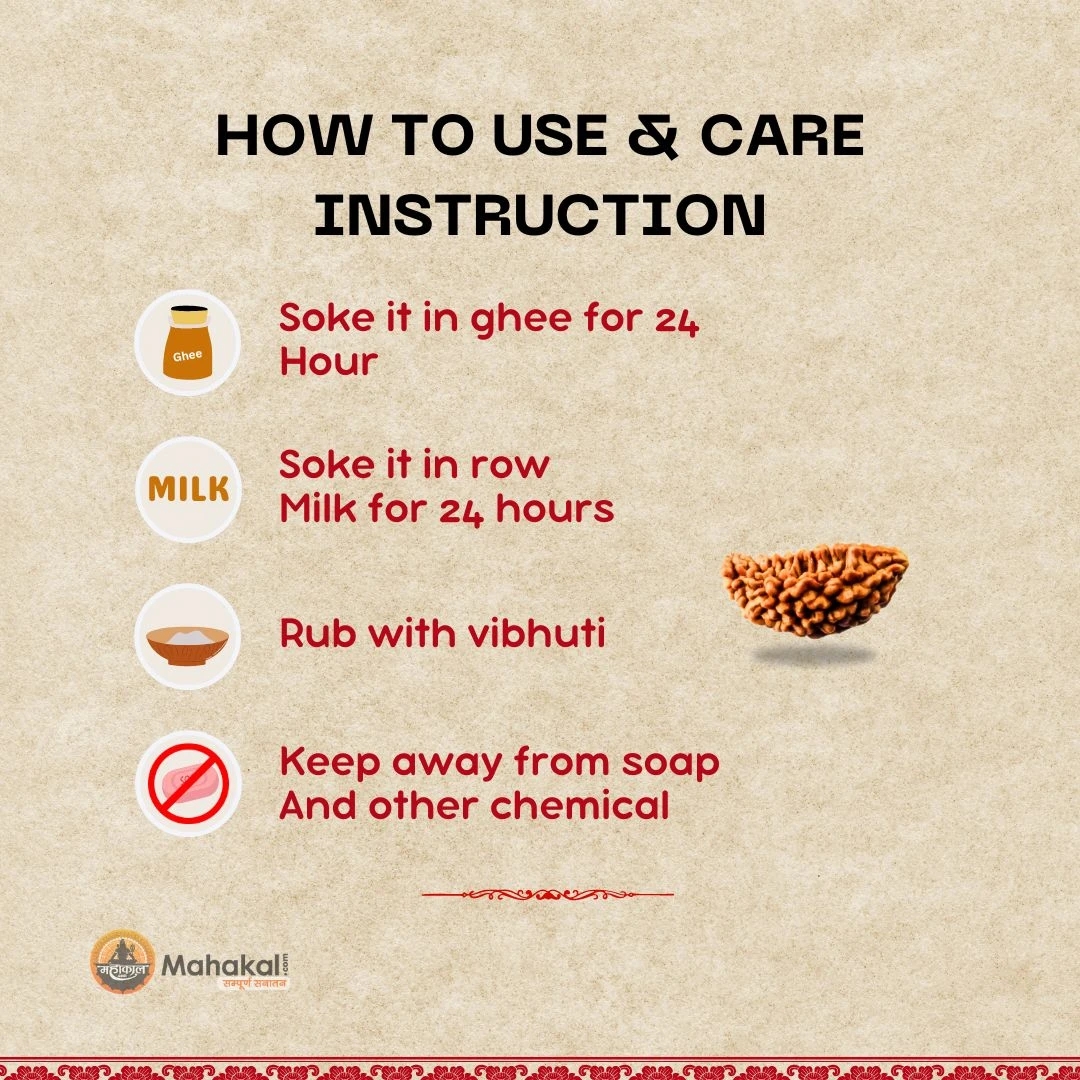 HOW TO USE & CARE
INSTRUCTION
Ghee
Soke it in ghee for 24
Hour
MILK
Soke it in row
Milk for 24 hours
Rub with vibhuti
Keep away from soap
And other chemical
महाकाल
Mahakal.com
सम्पूर्ण सनातन